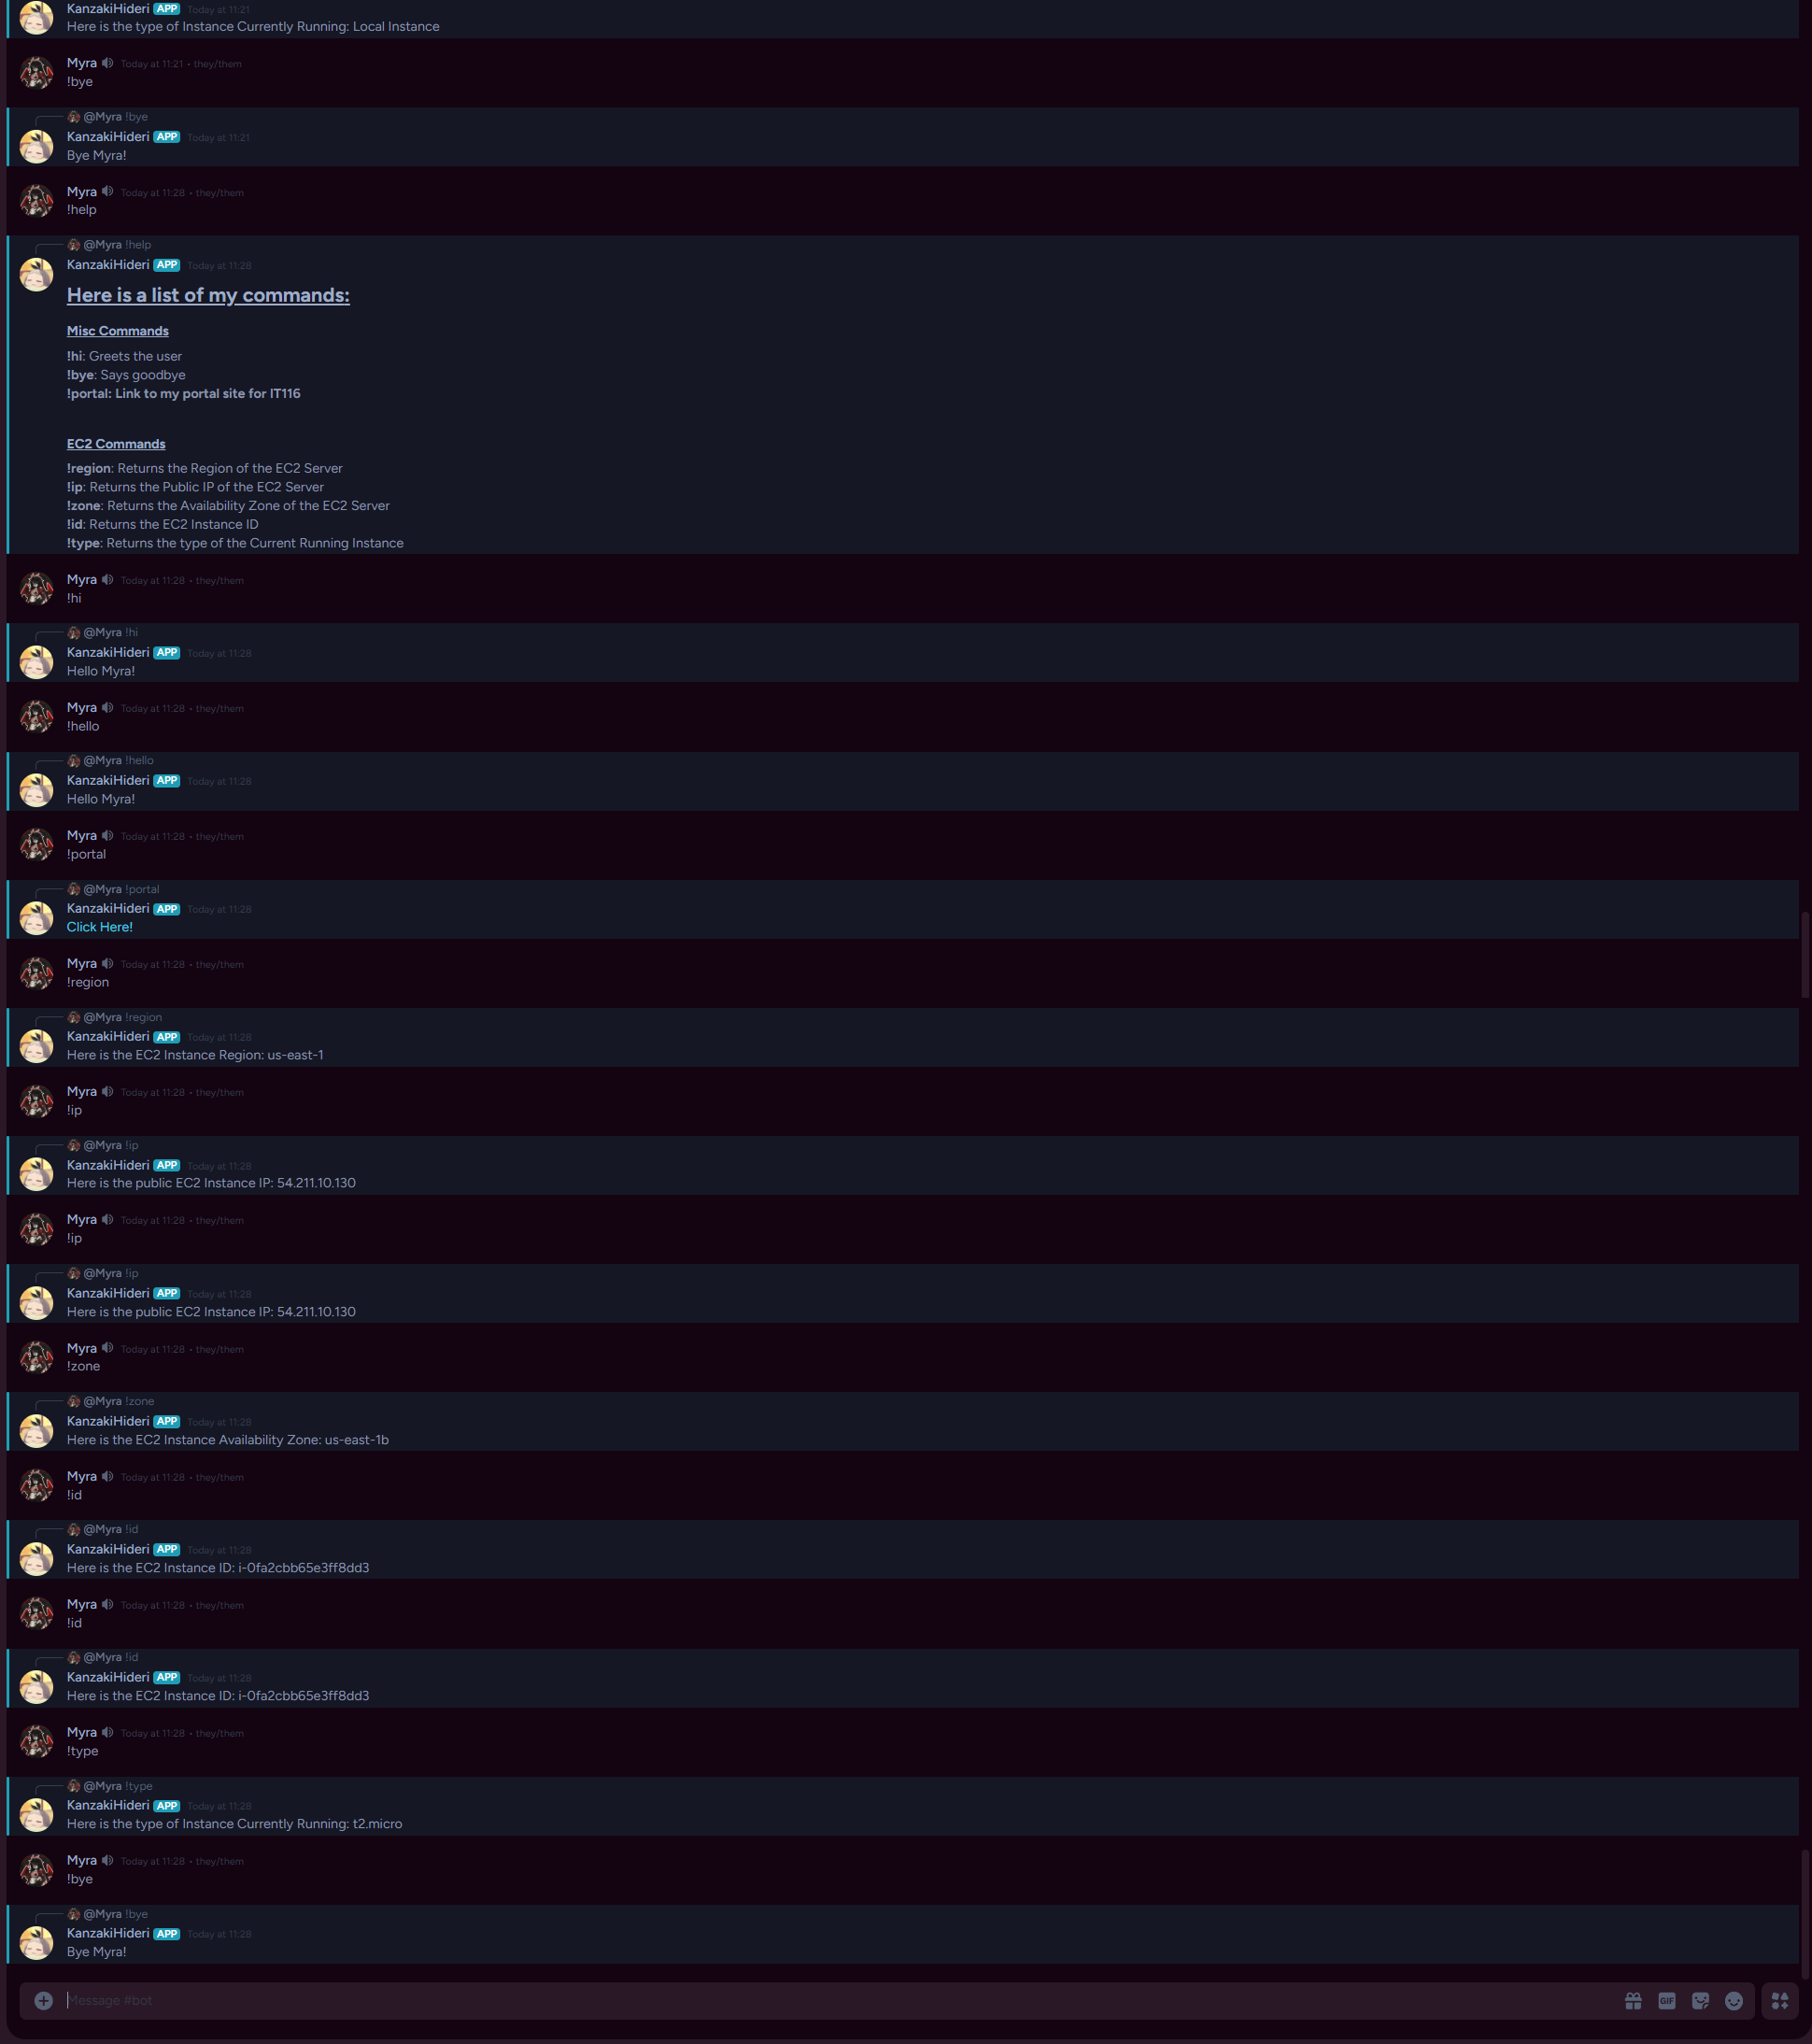 KanzakiHideri APP Today at 11:21
Here is the type of Instance Currently Running: Local Instance
Myra Today at 11:21 • they/them
!bye
@Myra !bye
KanzakiHideri APP Today at 11:21
Bye Myra!
Myra Today at 11:28 • they/them
!help
@Myra !help
KanzakiHideri APP Today at 11:28
Here is a list of my commands:
Misc Commands
!hi: Greets the user
!bye: Says goodbye
!portal: Link to my portal site for IT116
EC2 Commands
!region: Returns the Region of the EC2 Server
!ip: Returns the Public IP of the EC2 Server
!zone: Returns the Availability Zone of the EC2 Server
!id: Returns the EC2 Instance ID
!type: Returns the type of the Current Running Instance
Myra Today at 11:28 • they/them
!hi
@Myra !hi
KanzakiHideri APP Today at 11:28
Hello Myra!
Myra Today at 11:28 • they/them
!hello
@Myra !hello
KanzakiHideri APP Today at 11:28
Hello Myra!
Myra Today at 11:28 • they/them
!portal
@Myra !portal
KanzakiHideri APP Today at 11:28
Click Here!
Myra Today at 11:28 • they/them
!region
@Myra !region
KanzakiHideri APP Today at 11:28
Here is the EC2 Instance Region: us-east-1
Myra Today at 11:28 • they/them
!ip
@Myra !ip
KanzakiHideri APP Today at 11:28
Here is the public EC2 Instance IP: 54.211.10.130
Myra Today at 11:28 • they/them
!ip
@Myra !ip
KanzakiHideri APP Today at 11:28
Here is the public EC2 Instance IP: 54.211.10.130
Myra Today at 11:28 • they/them
!zone
@Myra !zone
KanzakiHideri APP Today at 11:28
Here is the EC2 Instance Availability Zone: us-east-1b
Myra Today at 11:28 • they/them
!id
@Myra !id
KanzakiHideri APP Today at 11:28
Here is the EC2 Instance ID: i-0fa2cbb65e3ff8dd3
Myra Today at 11:28 • they/them
!id
@Myra !id
KanzakiHideri APP Today at 11:28
Here is the EC2 Instance ID: i-0fa2cbb65e3ff8dd3
Myra Today at 11:28 • they/them
!type
@Myra !type
KanzakiHideri APP Today at 11:28
Here is the type of Instance Currently Running: t2.micro
Myra Today at 11:28 • they/them
!bye
@Myra !bye
KanzakiHideri APP Today at 11:28
Bye Myra!
Message #bot
GIF